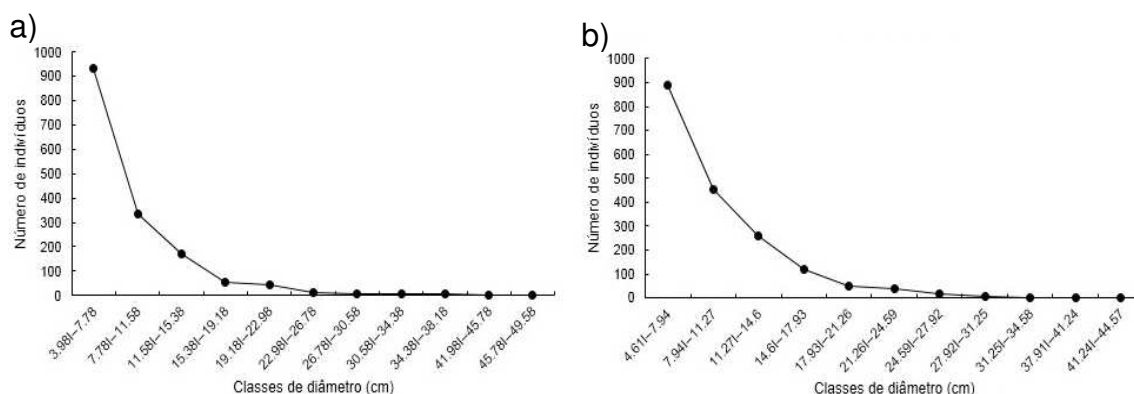 a)
1000
900
800
700
600
500
400
300
200
100
0
Número de indivíduos
3.98I–7.78
7.78I–11.58
11.58I–15.38
15.38I–19.18
19.18I–22.98
22.98I–26.78
26.78I–30.58
30.58I–34.38
34.38I–38.18
41.98I–45.78
45.78I–49.58
Classes de diâmetro (cm)
b)
1000
900
800
700
600
500
400
300
200
100
0
Número de indivíduos
4.61I–7.94
7.94I–11.27
11.27I–14.6
14.6I–17.93
17.93I–21.26
21.26I–24.59
24.59I–27.92
27.92I–31.25
31.25I–34.58
37.91I–41.24
41.24I–44.57
Classes de diâmetro (cm)